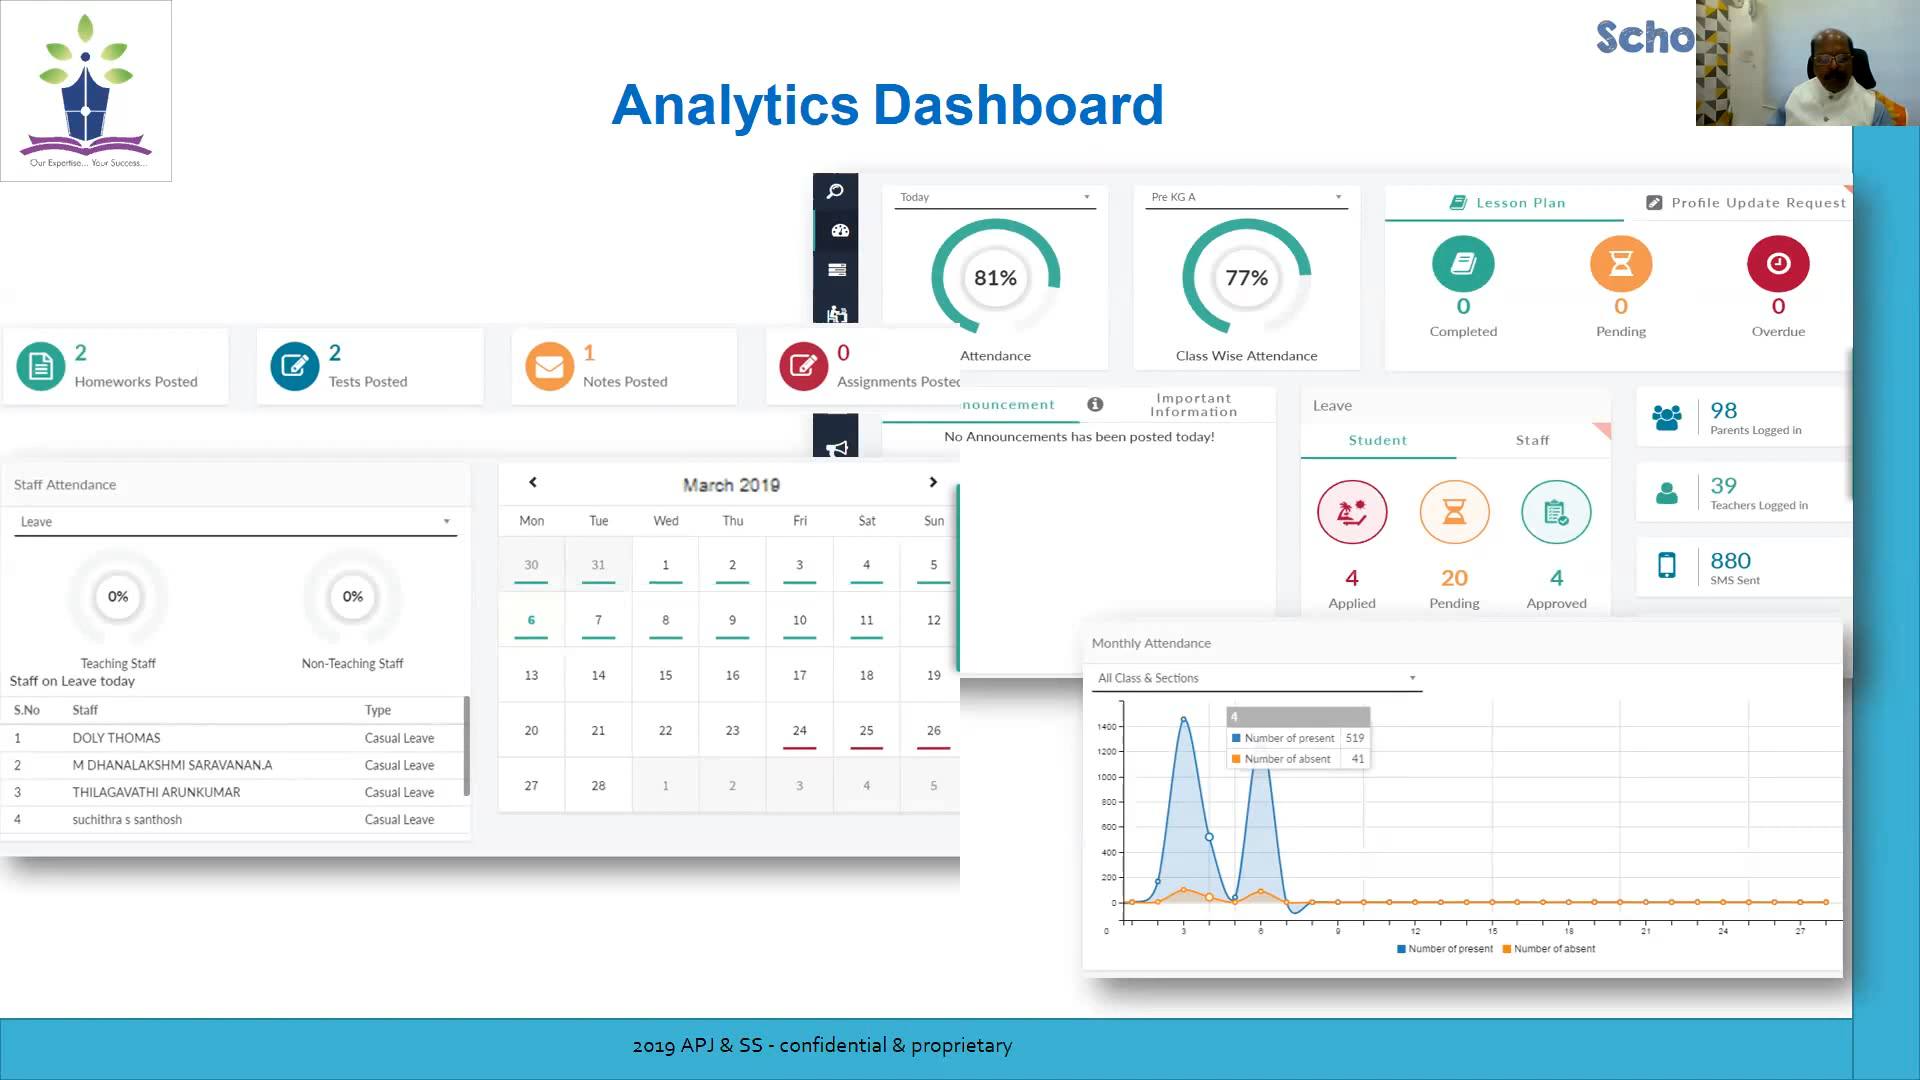 Our Expertise... Your Success...
Scho
Analytics Dashboard
Today
81%
Attendance
Pre KG A
77%
Class Wise Attendance
Lesson Plan
Profile Update Request
0
Completed
0
Pending
0
Overdue
2
Homeworks Posted
2
Tests Posted
1
Notes Posted
0
Assignments Posted
nouncement
Important
Information
No Announcements has been posted today!
Leave
Student
Staff
4
Applied
20
Pending
4
Approved
98
Parents Logged in
39
Teachers Logged in
880
SMS Sent
Staff Attendance
Leave
0%
Teaching Staff
0%
Non-Teaching Staff
Staff on Leave today
S.No Staff Type
1 DOLY THOMAS Casual Leave
2 M DHANALAKSHMI SARAVANAN.A Casual Leave
3 THILAGAVATHI ARUNKUMAR Casual Leave
4 suchithra s santhosh Casual Leave
March 2019
Mon Tue Wed Thu Fri Sat Sun
30 31 1 2 3 4 5
6 7 8 9 10 11 12
13 14 15 16 17 18 19
20 21 22 23 24 25 26
27 28 1 2 3 4 5
Monthly Attendance
All Class & Sections
4
Number of present 519
Number of absent 41
1400
1200
1000
800
600
400
200
0
0 3 6 9 12 15 18 21 24 27
Number of present Number of absent
2019 APJ & SS - confidential & proprietary